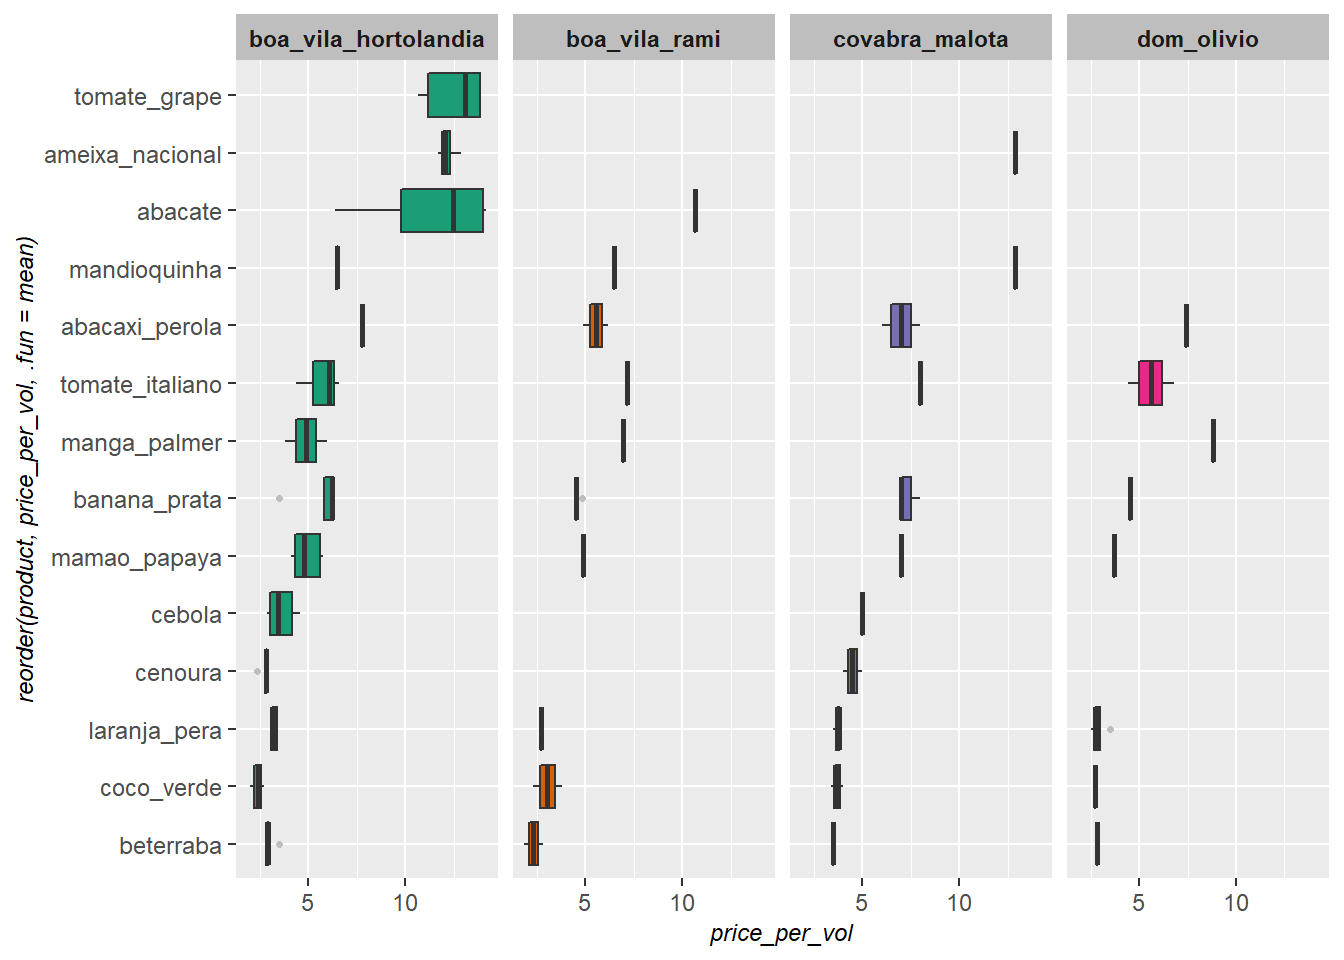 boa_vila_hortolandia boa_vila_rami covabra_malota dom_olivio
reorder(product, price_per_vol, .fun = mean)
tomate_grape
ameixa_nacional
abacate
mandioquinha
abacaxi_perola
tomate_italiano
manga_palmer
banana_prata
mamao_papaya
cebola
cenoura
laranja_pera
coco_verde
beterraba
5 10 5 10 5 10 5 10
price_per_vol